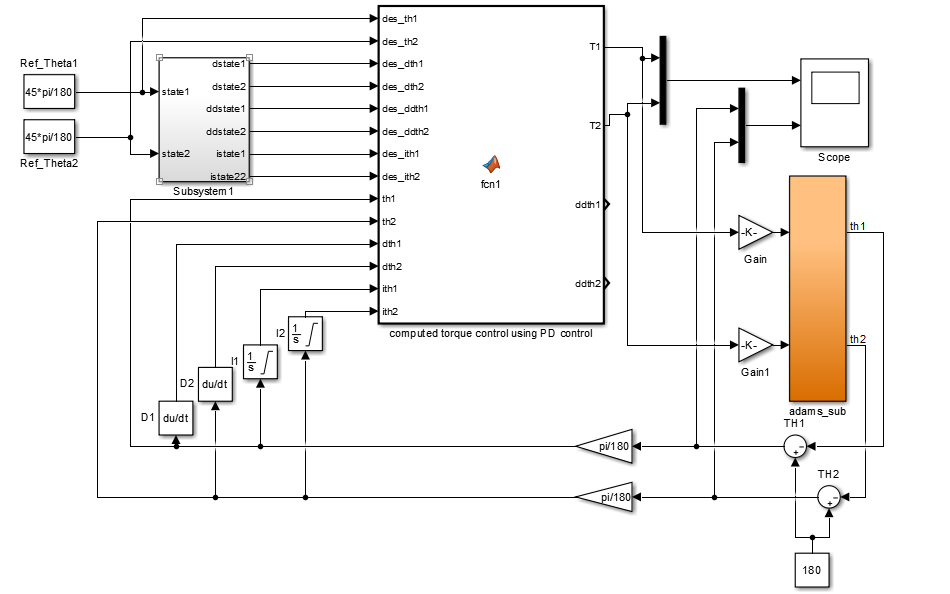 Ref_Theta1
45*pi/180
45*pi/180
Ref_Theta2
state1
state2
dstate1
dstate2
ddstate1
ddstate2
istate1
istate22
Subsystem1
des_th1
des_th2
des_dth1
des_dth2
des_ddth1
des_ddth2
des_ith1
des_ith2
th1
th2
dth1
dth2
ith1
ith2
fcn1
T1
T2
ddth1
ddth2
computed torque control using PD control
Scope
-K-
Gain
-K-
Gain1
th1
th2
adams_sub
TH1
-
+
TH2
-
+
180
pi/180
pi/180
I2
1
s
I1
1
s
D2
du/dt
D1
du/dt